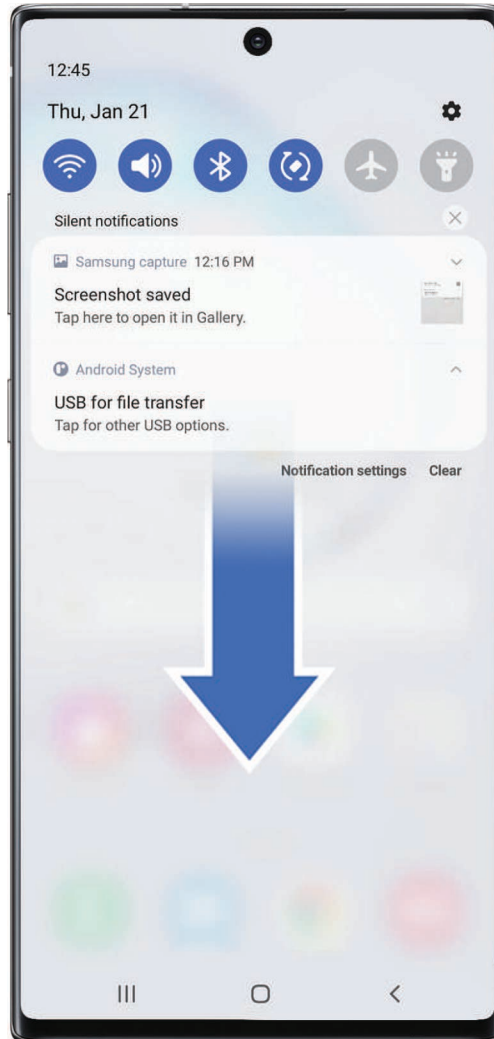 12:45
Thu, Jan 21
Silent notifications
Samsung capture 12:16 PM
Screenshot saved
Tap here to open it in Gallery.
Android System
USB for file transfer
Tap for other USB options.
Notification settings Clear